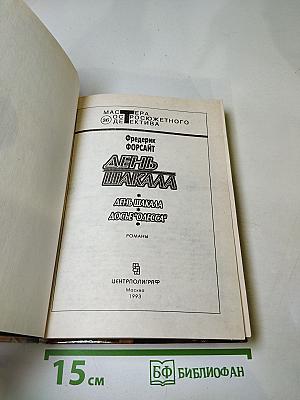 МАСТЕРА
ОСТРОСЮЖЕТНОГО
ДЕТЕКТИВА
Фредерик
ФОРСАЙТ
ДЕНЬ
ШАКАЛА
ДЕНЬ ШАКАЛА
ДОСЬЕ "ОДЕССА"
РОМАНЫ
ЦЕНТРПОЛИГРАФ
Москва
1993
15 см
БФ БИБЛИОФАН